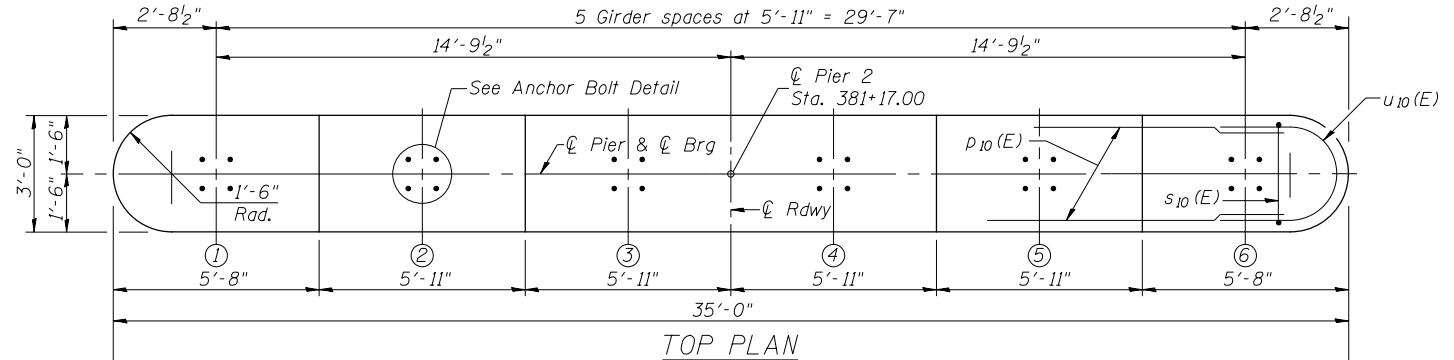 2'-8½" 5 Girder spaces at 5'-11" = 29'-7" 2'-8½"
14'-9½" 14'-9½"
See Anchor Bolt Detail
℄ Pier 2
Sta. 381+17.00
u10(E)
3'-0"
1'-6"
1'-6"
1'-6"
Rad.
℄ Pier & ℄ Brg
℄ Rdwy
p10(E)
s10(E)
1 2 3 4 5 6
5'-8" 5'-11" 5'-11" 5'-11" 5'-11" 5'-8"
35'-0"
TOP PLAN